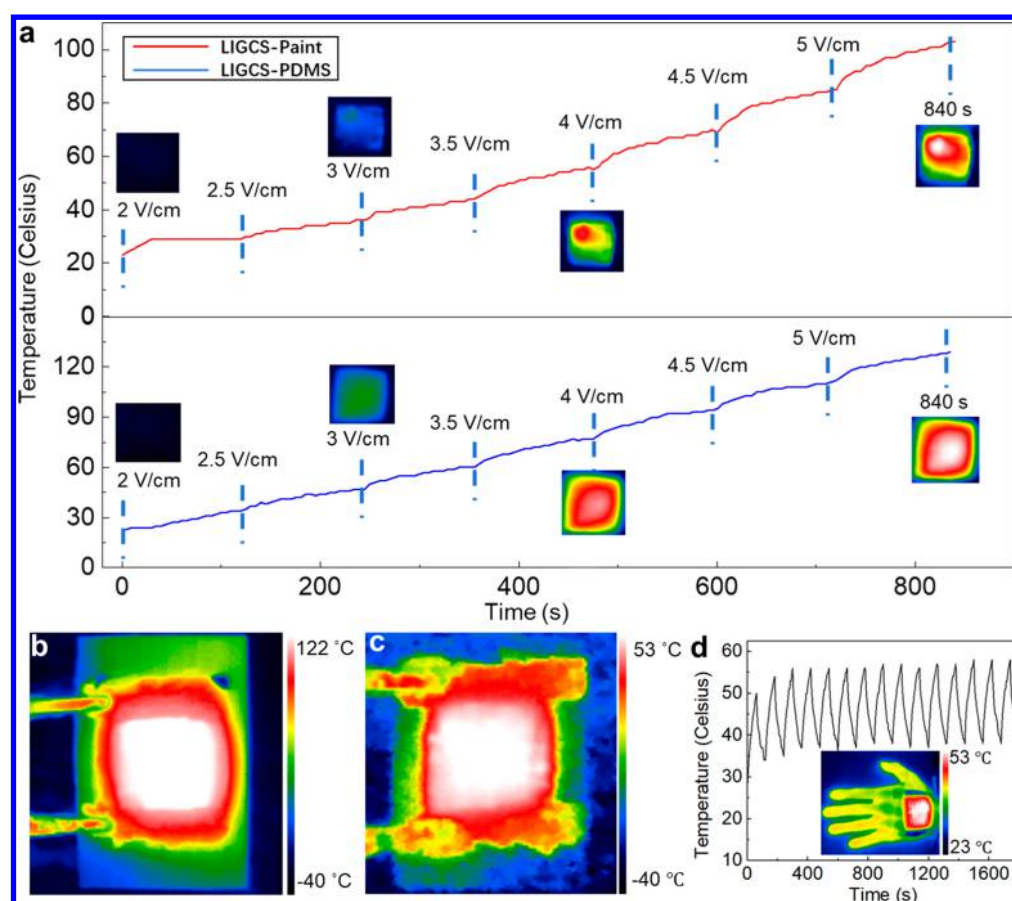 a
LIGCS-Paint
LIGCS-PDMS
Temperature (Celsius)
100
80
60
40
20
0
2 V/cm
2.5 V/cm
3 V/cm
3.5 V/cm
4 V/cm
4.5 V/cm
5 V/cm
840 s
120
90
60
30
0
2 V/cm
2.5 V/cm
3 V/cm
3.5 V/cm
4 V/cm
4.5 V/cm
5 V/cm
840 s
0 200 400 600 800
Time (s)
b
122 °C
-40 °C
c
53 °C
-40 °C
d
Temperature (Celsius)
60
50
40
30
20
10
53 °C
23 °C
0 400 800 1200 1600
Time (s)